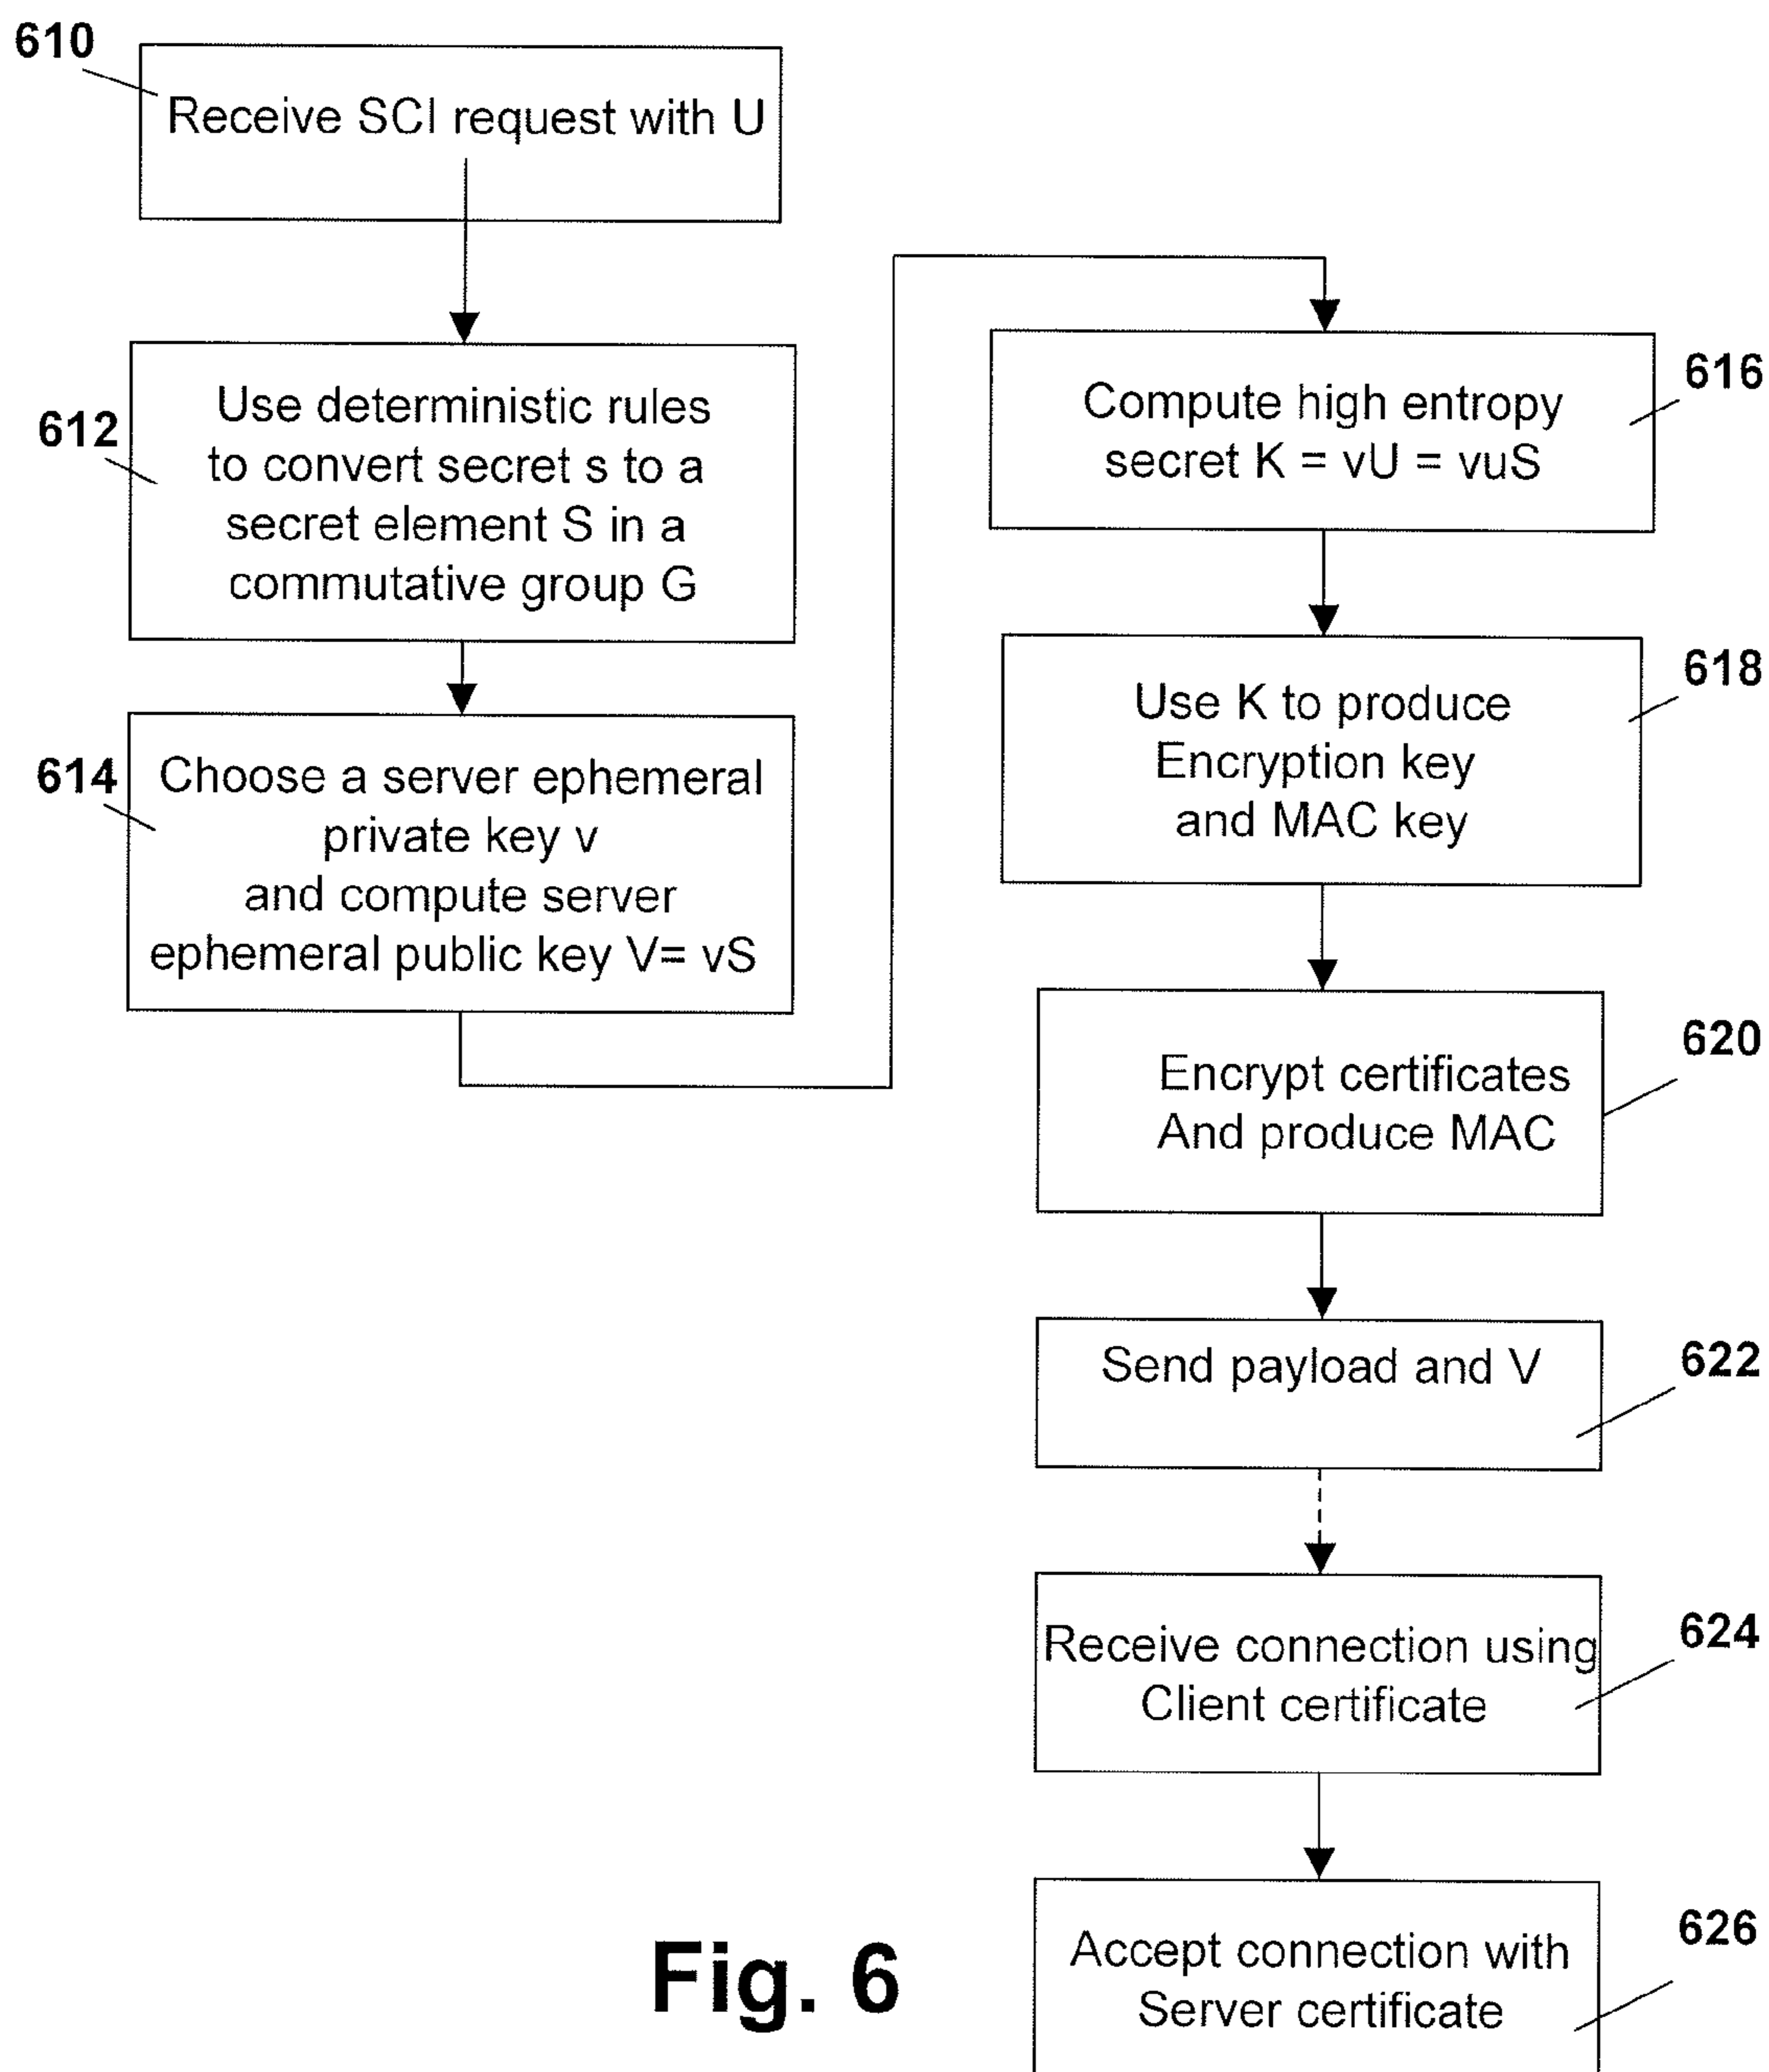 610
Receive SCI request with U
612
Use deterministic rules
to convert secret s to a
secret element S in a
commutative group G
614
Choose a server ephemeral
private key v
and compute server
ephemeral public key V= vS
616
Compute high entropy
secret K = vU = vuS
618
Use K to produce
Encryption key
and MAC key
620
Encrypt certificates
And produce MAC
622
Send payload and V
624
Receive connection using
Client certificate
626
Accept connection with
Server certificate
Fig. 6